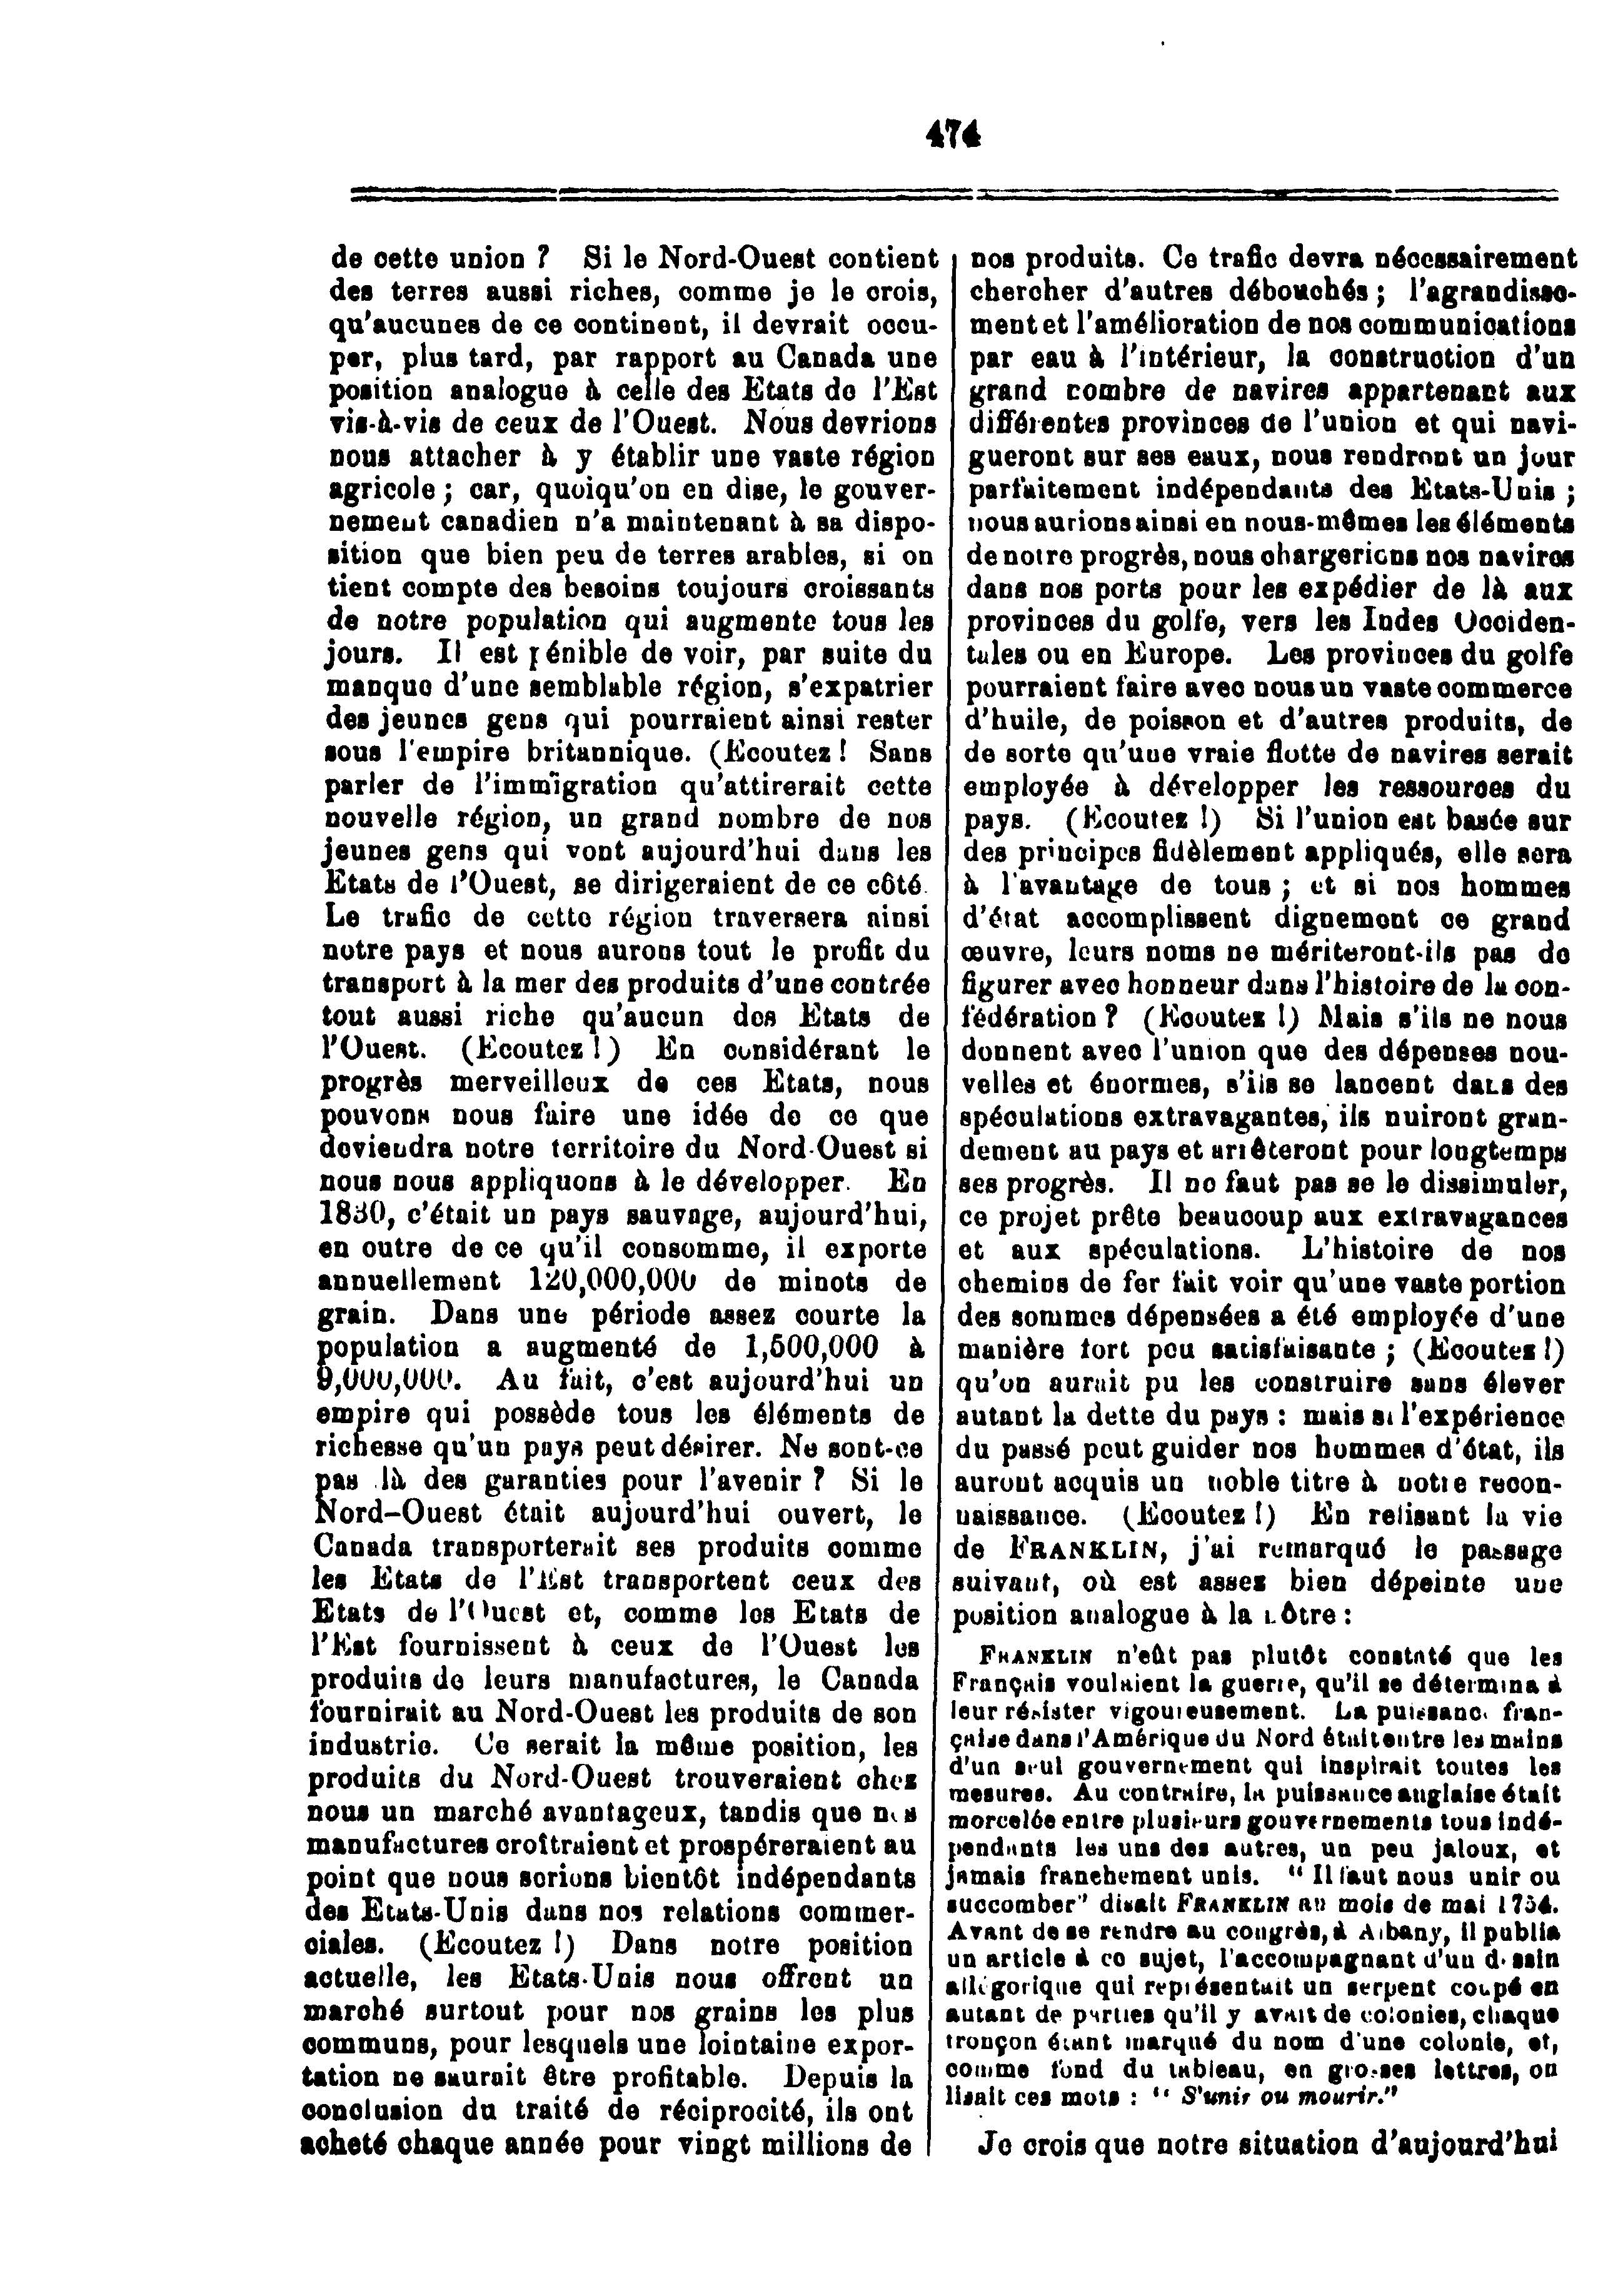 474
de cette union ? Si le Nord-Ouest contient
des terres aussi riches, comme je le crois,
qu'aucunes de ce continent, il devrait occu-
per, plus tard, par rapport au Canada une
position analogue à celle des Etats de l'Est
vis-à-vis de ceux de l'Ouest. Nous devrions
nous attacher à y établir une vaste région
agricole ; car, quoiqu'on en dise, le gouver-
nement canadien n'a maintenant à sa dispo-
sition que bien peu de terres arables, si on
tient compte des besoins toujours croissants
de notre population qui augmente tous les
jours. Il est pénible de voir, par suite du
manque d'une semblable région, s'expatrier
des jeunes gens qui pourraient ainsi rester
sous l'empire britannique. (Ecoutez ! Sans
parler de l'immigration qu'attirerait cette
nouvelle région, un grand nombre de nos
jeunes gens qui vont aujourd'hui dans les
Etats de l'Ouest, se dirigeraient de ce côté.
Le trafic de cette région traversera ainsi
notre pays et nous aurons tout le profit du
transport à la mer des produits d'une contrée
tout aussi riche qu'aucun des Etats de
l'Ouest. (Ecoutez !) En considérant le
progrès merveilleux de ces Etats, nous
pouvons nous faire une idée de ce que
deviendra notre territoire du Nord-Ouest si
nous nous appliquons à le développer. En
1830, c'était un pays sauvage, aujourd'hui,
en outre de ce qu'il consomme, il exporte
annuellement 120,000,000 de minots de
grain. Dans une période assez courte la
population a augmenté de 1,500,000 à
9,000,000. Au fait, c'est aujourd'hui un
empire qui possède tous les éléments de
richesse qu'un pays peut désirer. Ne sont-ce
pas là des garanties pour l'avenir ? Si le
Nord-Ouest était aujourd'hui ouvert, le
Canada transporterait ses produits comme
les Etats de l'Est transportent ceux des
Etats de l'Ouest et, comme les Etats de
l'Est fournissent à ceux de l'Ouest les
produits de leurs manufactures, le Canada
fournirait au Nord-Ouest les produits de son
industrie. Ce serait la même position, les
produits du Nord-Ouest trouveraient chez
nous un marché avantageux, tandis que nos
manufactures croîtraient et prospéreraient au
point que nous serions bientôt indépendants
des Etats-Unis dans nos relations commer-
ciales. (Ecoutez !) Dans notre position
actuelle, les Etats-Unis nous offrent un
marché surtout pour nos grains les plus
communs, pour lesquels une lointaine expor-
tation ne saurait être profitable. Depuis la
conclusion du traité de réciprocité, ils ont
acheté chaque année pour vingt millions de
nos produits. Ce trafic devra nécessairement
chercher d'autres débouchés ; l'agrandisse-
ment et l'amélioration de nos communications
par eau à l'intérieur, la construction d'un
grand nombre de navires appartenant aux
différentes provinces de l'union et qui navi-
gueront sur ses eaux, nous rendront un jour
parfaitement indépendants des Etats-Unis ;
nous aurions ainsi en nous-mêmes les éléments
de notre progrès, nous chargerions nos navires
dans nos ports pour les expédier de là aux
provinces du golfe, vers les Indes Occiden-
tales ou en Europe. Les provinces du golfe
pourraient faire avec nous un vaste commerce
d'huile, de poisson et d'autres produits, de
de sorte qu'une vraie flotte de navires serait
employée à développer les ressources du
pays. (Ecoutez !) Si l'union est basée sur
des principes fidèlement appliqués, elle sera
à l'avantage de tous ; et si nos hommes
d'état accomplissent dignement ce grand
œuvre, leurs noms ne mériteront-ils pas de
figurer avec honneur dans l'histoire de la con-
fédération ? (Ecoutez !) Mais s'ils ne nous
donnent avec l'union que des dépenses nou-
velles et énormes, s'ils se lancent dans des
spéculations extravagantes, ils nuiront gran-
dement au pays et arrêteront pour longtemps
ses progrès. Il ne faut pas se le dissimuler,
ce projet prête beaucoup aux extravagances
et aux spéculations. L'histoire de nos
chemins de fer fait voir qu'une vaste portion
des sommes dépensées a été employée d'une
manière fort peu satisfaisante ; (Ecoutez !)
qu'on aurait pu les construire sans élever
autant la dette du pays : mais si l'expérience
du passé peut guider nos hommes d'état, ils
auront acquis un noble titre à notre recon-
naissance. (Ecoutez !) En relisant la vie
de FRANKLIN, j'ai remarqué le passage
suivant, où est assez bien dépeinte une
position analogue à la nôtre :
FRANKLIN n'eût pas plutôt constaté que les
Français voulaient la guerre, qu'il se détermina à
leur résister vigoureusement. La puissance fran-
çaise dans l'Amérique du Nord était entre les mains
d'un seul gouvernement qui inspirait toutes les
mesures. Au contraire, la puissance anglaise était
morcelée entre plusieurs gouvernements tous indé-
pendants les uns des autres, un peu jaloux, et
jamais franchement unis. " Il faut nous unir ou
succomber" disait FRANKLIN au mois de mai 1754.
Avant de se rendre au congrès, à Albany, il publia
un article à ce sujet, l'accompagnant d'un dessin
allégorique qui représentait un serpent coupé en
autant de parties qu'il y avait de colonies, chaque
tronçon étant marqué du nom d'une colonie, et,
comme fond du tableau, en grosses lettres, on
lisait ces mots : " S'unir ou mourir."
Je crois que notre situation d'aujourd'hui